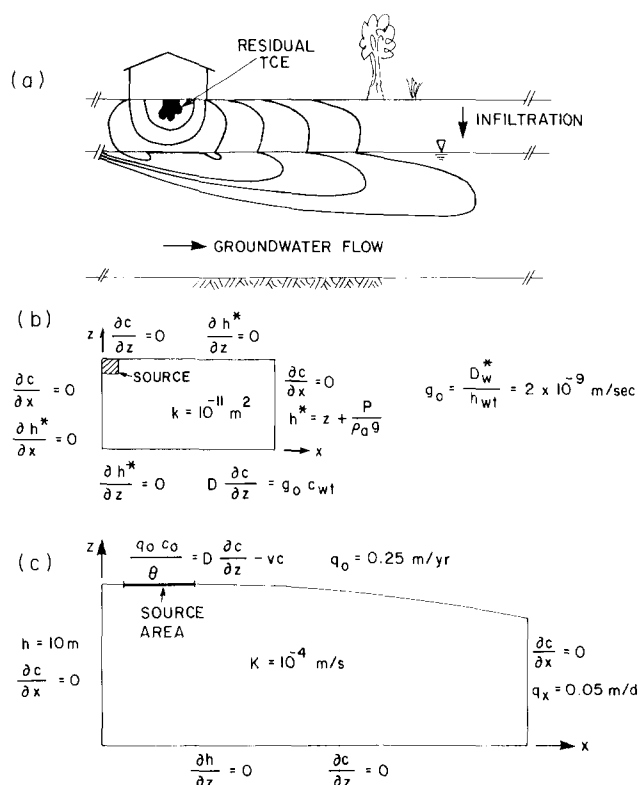 (a)
RESIDUAL
TCE
INFILTRATION
GROUNDWATER FLOW
(b)
z
∂c/∂z = 0
∂h*/∂z = 0
∂c/∂x = 0
∂h*/∂x = 0
SOURCE
k = 10⁻¹¹ m²
∂c/∂x = 0
h* = z + P/ρₐg
g₀ = D*w/hwt = 2 x 10⁻⁹ m/sec
x
∂h*/∂z = 0
D ∂c/∂z = g₀ cwt
(c)
z
q₀ c₀/θ = D ∂c/∂z - vc
q₀ = 0.25 m/yr
SOURCE
AREA
h = 10m
∂c/∂x = 0
K = 10⁻⁴ m/s
∂c/∂x = 0
qₓ = 0.05 m/d
x
∂h/∂z = 0
∂c/∂z = 0